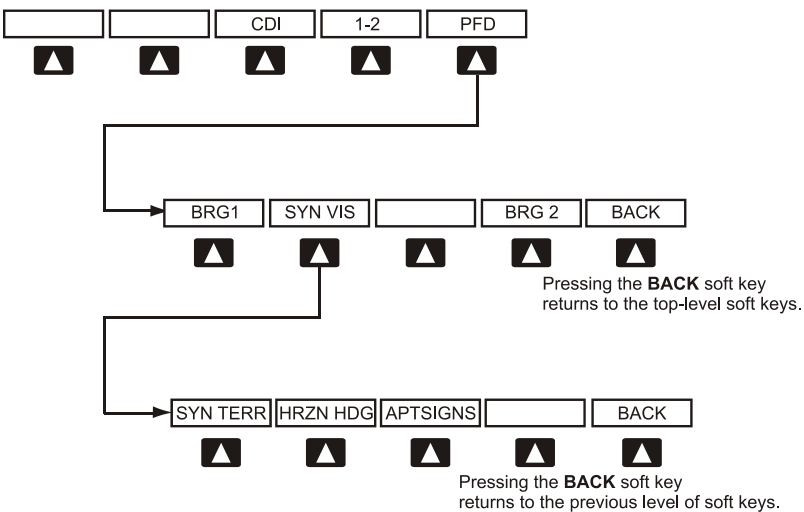 CDI 1-2 PFD
BRG1 SYN VIS BRG 2 BACK
Pressing the BACK soft key
returns to the top-level soft keys.
SYN TERR HRZN HDG APTSIGNS BACK
Pressing the BACK soft key
returns to the previous level of soft keys.